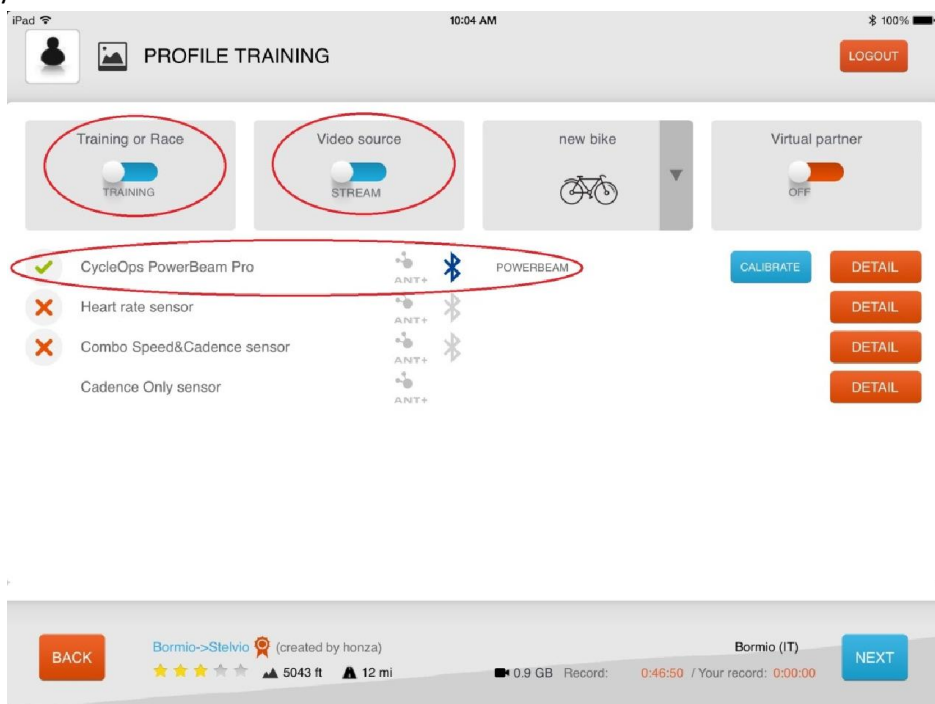 iPad 10:04 AM 100%
PROFILE TRAINING LOGOUT
Training or Race Video source new bike Virtual partner
TRAINING STREAM OFF
CycleOps PowerBeam Pro ANT+ POWERBEAM CALIBRATE DETAIL
Heart rate sensor ANT+ DETAIL
Combo Speed&Cadence sensor ANT+ DETAIL
Cadence Only sensor ANT+ DETAIL
BACK Bormio->Stelvio (created by honza) Bormio (IT) NEXT
5043 ft 12 mi 0.9 GB Record: 0:46:50 / Your record: 0:00:00